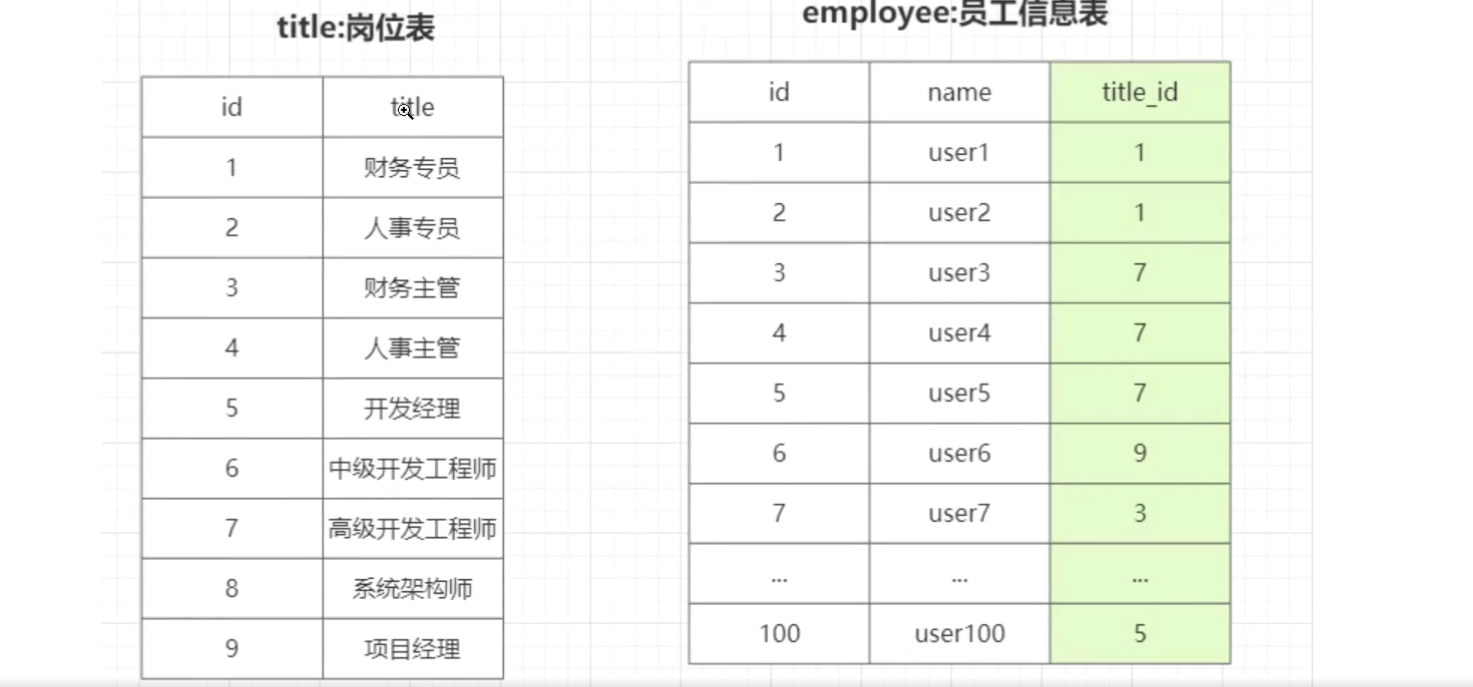 title:岗位表
id title
1 财务专员
2 人事专员
3 财务主管
4 人事主管
5 开发经理
6 中级开发工程师
7 高级开发工程师
8 系统架构师
9 项目经理
employee:员工信息表
id name title_id
1 user1 1
2 user2 1
3 user3 7
4 user4 7
5 user5 7
6 user6 9
7 user7 3
... ... ...
100 user100 5